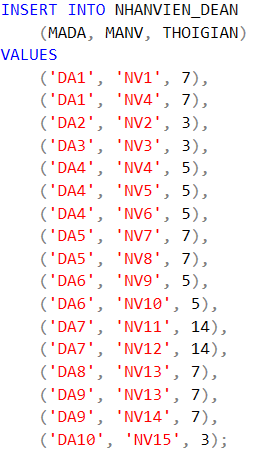 INSERT INTO NHANVIEN_DEAN
(MADA, MANV, THOIGIAN)
VALUES
('DA1', 'NV1', 7),
('DA1', 'NV4', 7),
('DA2', 'NV2', 3),
('DA3', 'NV3', 3),
('DA4', 'NV4', 5),
('DA4', 'NV5', 5),
('DA4', 'NV6', 5),
('DA5', 'NV7', 7),
('DA5', 'NV8', 7),
('DA6', 'NV9', 5),
('DA6', 'NV10', 5),
('DA7', 'NV11', 14),
('DA7', 'NV12', 14),
('DA8', 'NV13', 7),
('DA9', 'NV13', 7),
('DA9', 'NV14', 7),
('DA10', 'NV15', 3);